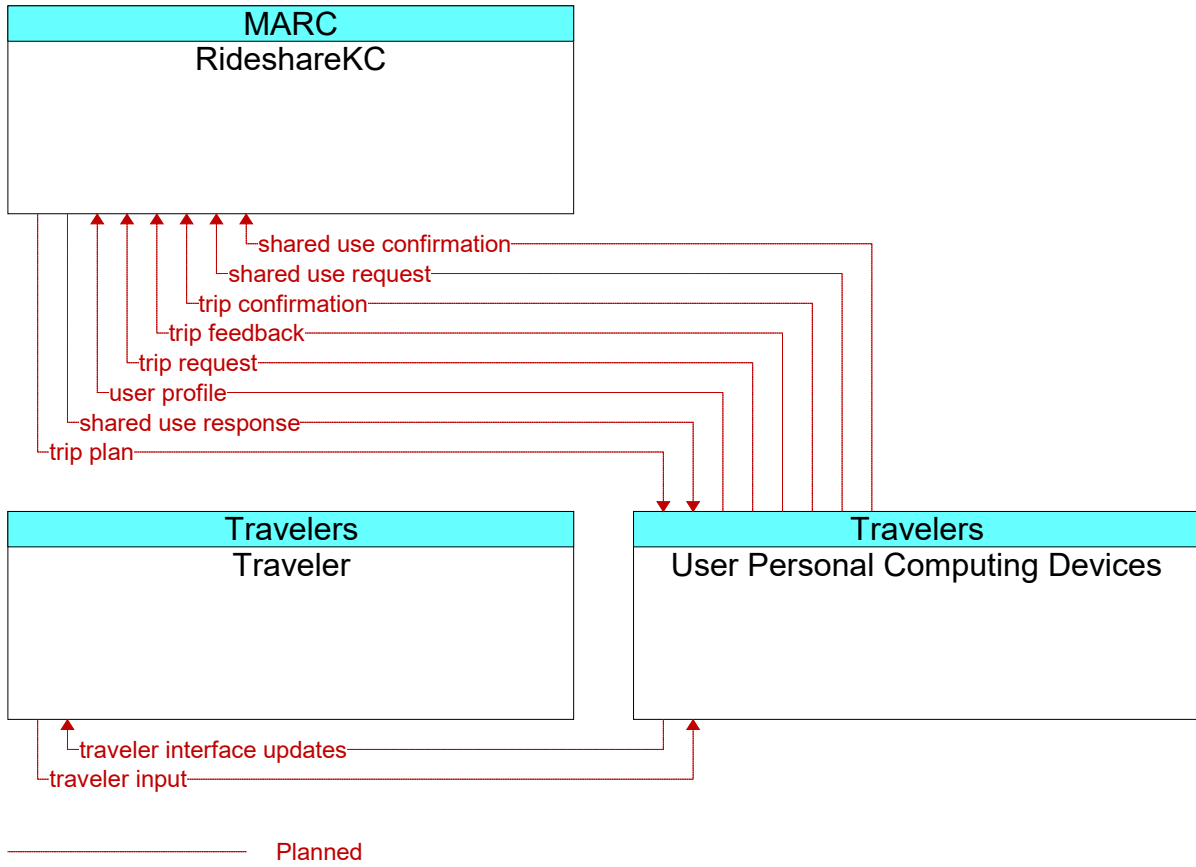 MARC
RideshareKC
shared use confirmation
shared use request
trip confirmation
trip feedback
trip request
user profile
shared use response
trip plan
Travelers
Traveler
Travelers
User Personal Computing Devices
traveler interface updates
traveler input
Planned